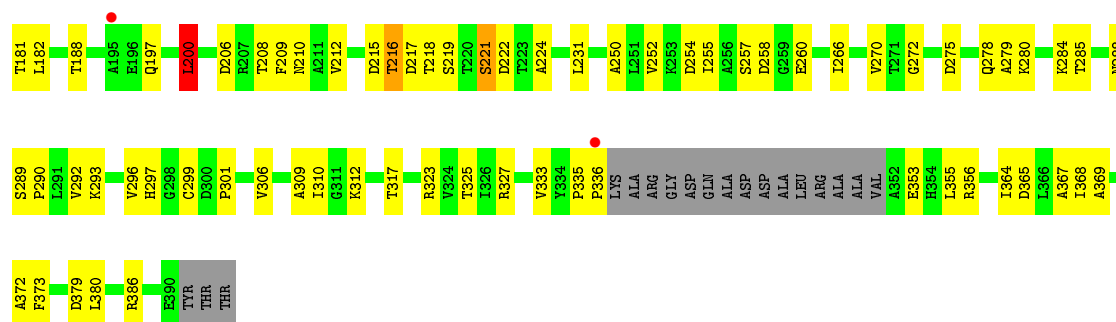 T181 L182 T188 A195 E196 Q197 L200 D206 R207 T208 F209 N210 A211 V212 D215 T216 D217 T218 S219 T220 S221 D222 T223 A224 L231 A250 L251 V252 K253 D254 I255 A256 S257 D258 G259 E260 I266 V270 T271 G272 D275 Q278 A279 K280 K284 T285
S289 P290 L291 V292 K293 V296 H297 G298 C299 D300 P301 V306 A309 I310 G311 K312 T317 R323 V324 T325 I326 R327 V333 Y334 P335 P336 LYS ALA ARG GLY ASP GLN ALA ASP ASP ALA LEU ARG ALA ALA VAL A352 E353 H354 L355 R356 I364 D365 L366 A367 I368 A369
A372 F373 D379 L380 R386 E390 TYR THR THR